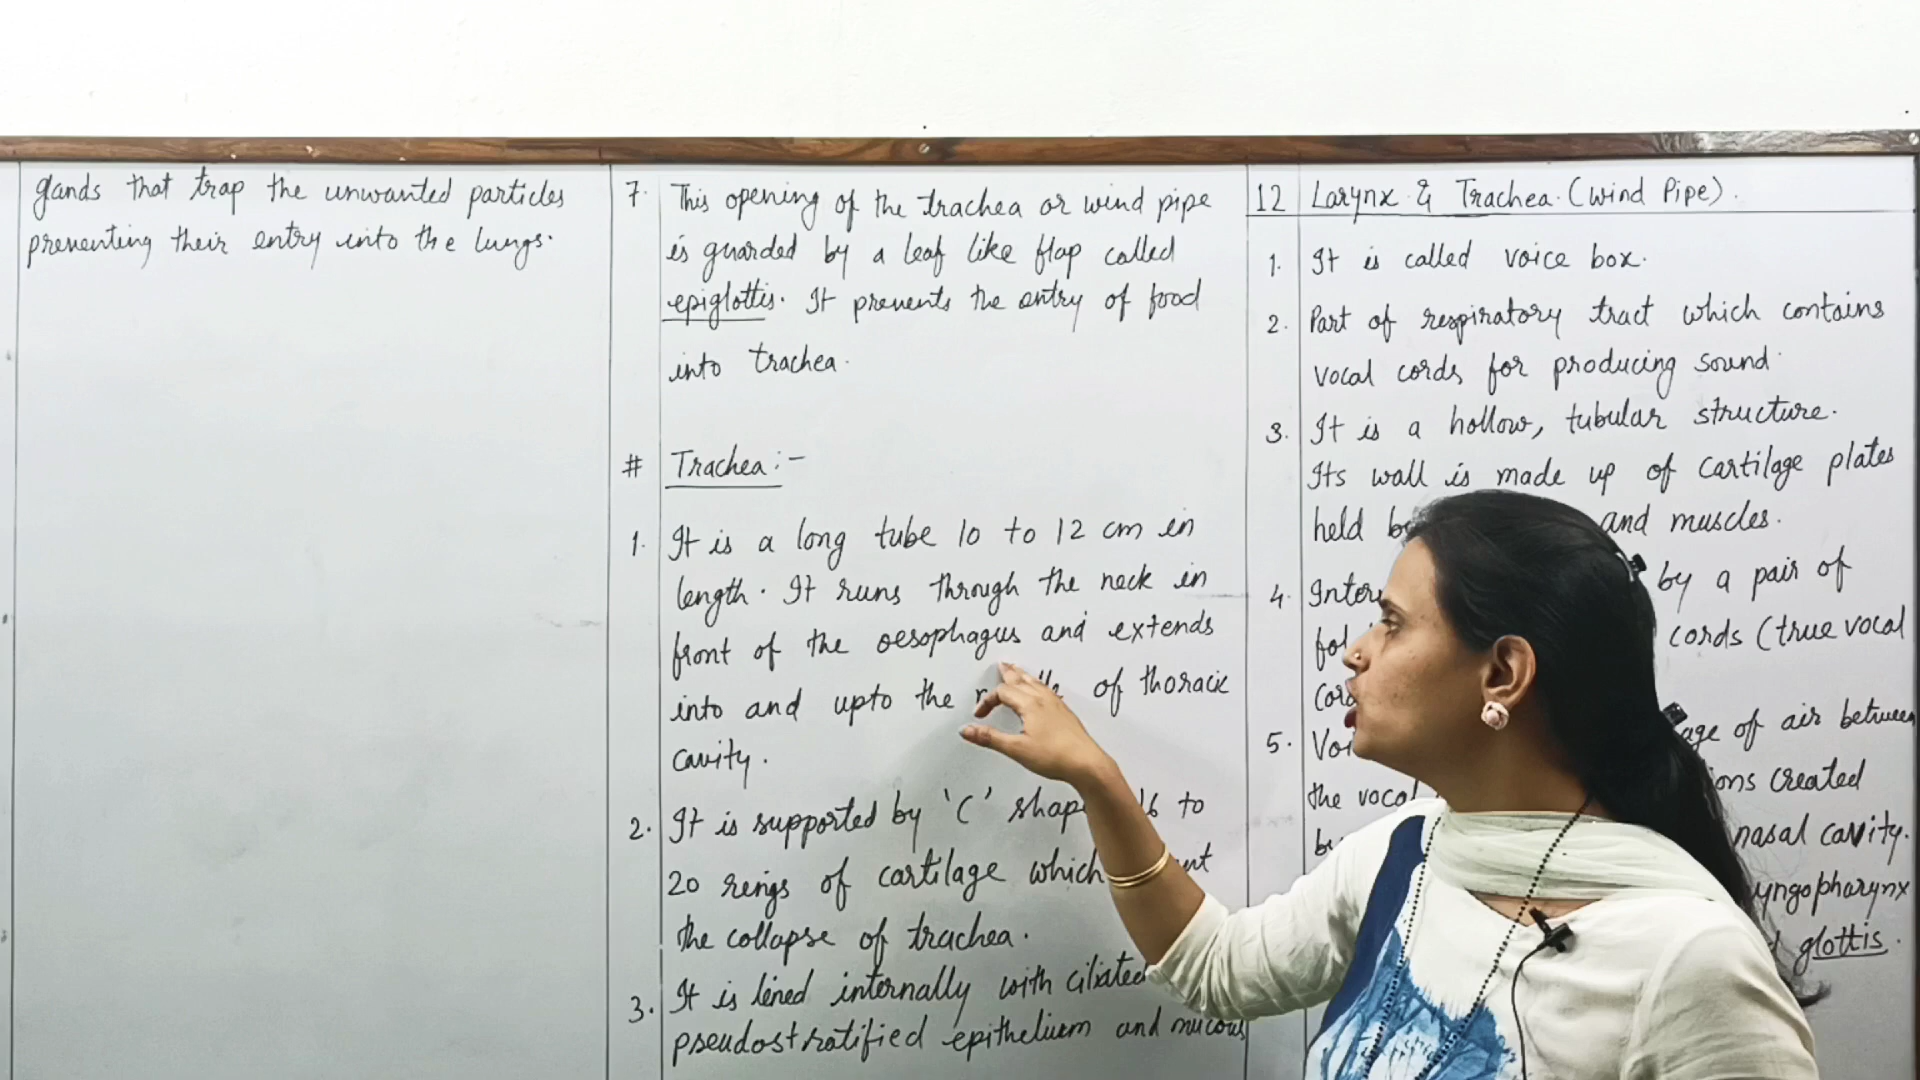 glands that trap the unwanted particles
preventing their entry into the lungs.
7. This opening of the trachea or wind pipe
is guarded by a leaf like flap called
epiglottis. It prevents the entry of food
into trachea.
# Trachea :-
1. It is a long tube 10 to 12 cm in
length. It runs through the neck in
front of the oesophagus and extends
into and upto the of thoracic
cavity.
2. It is supported by 'C' 16 to
20 rings of cartilage which
the collapse of trachea.
3. It is lined internally with ciliated
pseudostratified epithelium and mucous
12 Larynx & Trachea. (Wind Pipe).
1. It is called voice box.
2. Part of respiratory tract which contains
vocal cords for producing sound.
3. It is a hollow, tubular structure.
Its wall is made up of cartilage plates
held and muscles.
4. by a pair of
cords (true vocal
5. of air between
the vocal created
nasal cavity.
glottis.